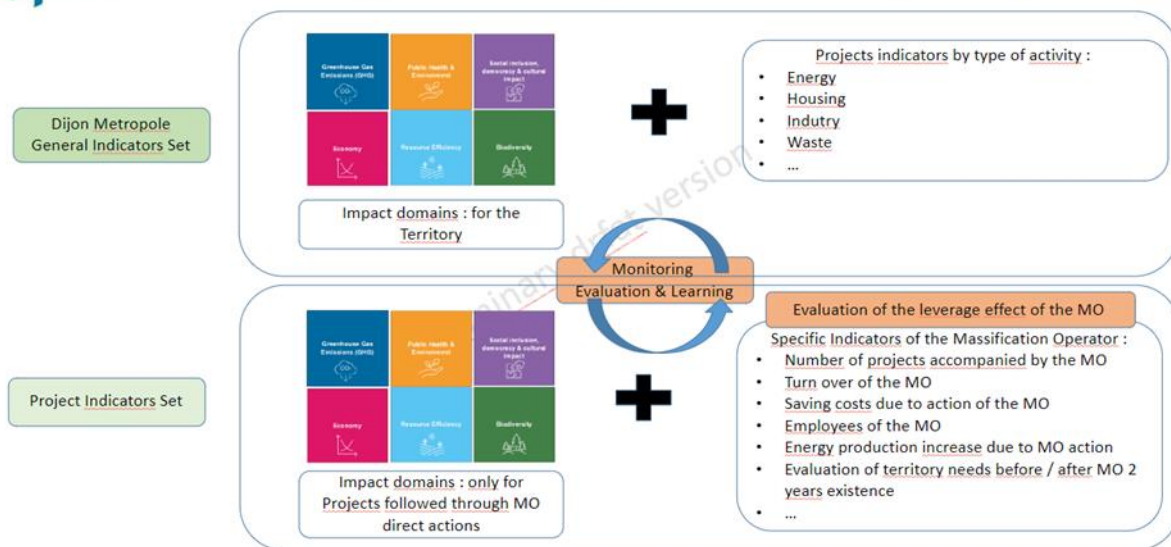 Greenhouse Gas
Emissions (GHG)
Public Health &
Environment
Social inclusion,
democracy & cultural
impact
CO₂
Economy
Resource Efficiency
Biodiversity
Projects indicators by type of activity :
• Energy
• Housing
• Indutry
• Waste
• ...
Dijon Metropole
General Indicators Set
Impact domains : for the
Territory
minary drfat version
Monitoring
Evaluation & Learning
Greenhouse Gas
Emissions (GHG)
Public Health &
Environment
Social inclusion,
democracy & cultural
impact
CO₂
Economy
Resource Efficiency
Biodiversity
Evaluation of the leverage effect of the MO
Specific Indicators of the Massification Operator :
• Number of projects accompanied by the MO
• Turn over of the MO
• Saving costs due to action of the MO
• Employees of the MO
• Energy production increase due to MO action
• Evaluation of territory needs before / after MO 2
years existence
• ...
Project Indicators Set
Impact domains : only for
Projects followed through MO
direct actions